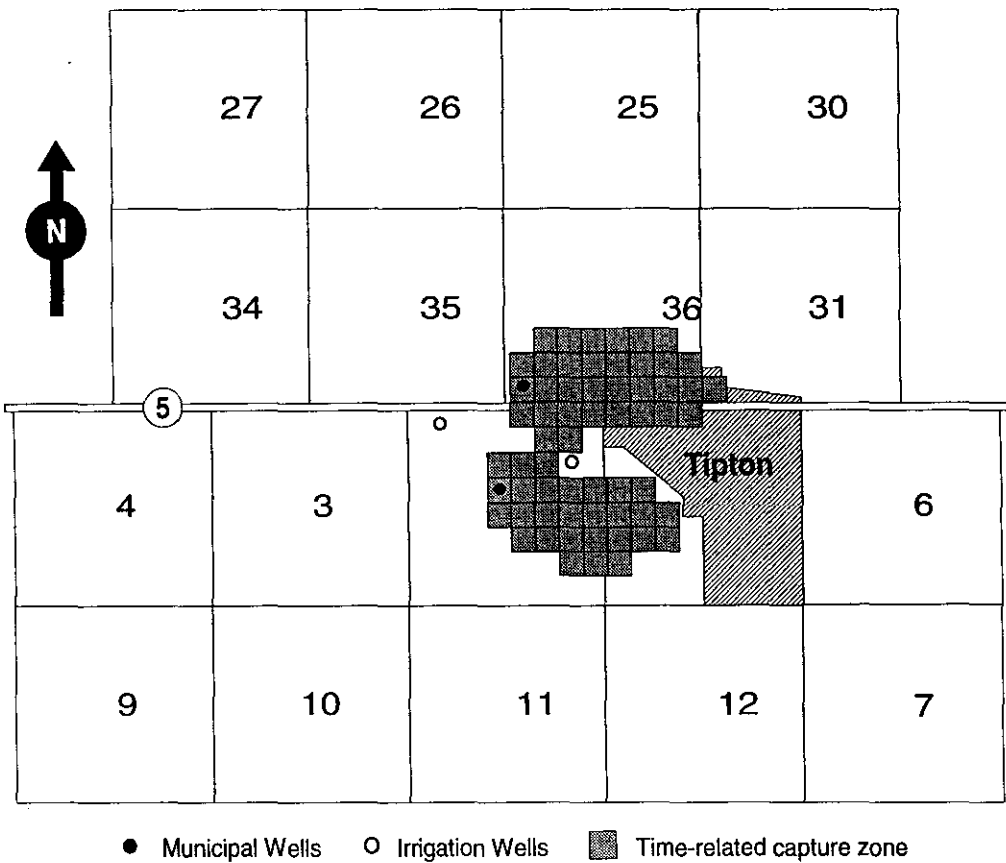 27 26 25 30
N
34 35 36 31
5
Tipton
4 3 6
9 10 11 12 7
Municipal Wells Irrigation Wells Time-related capture zone